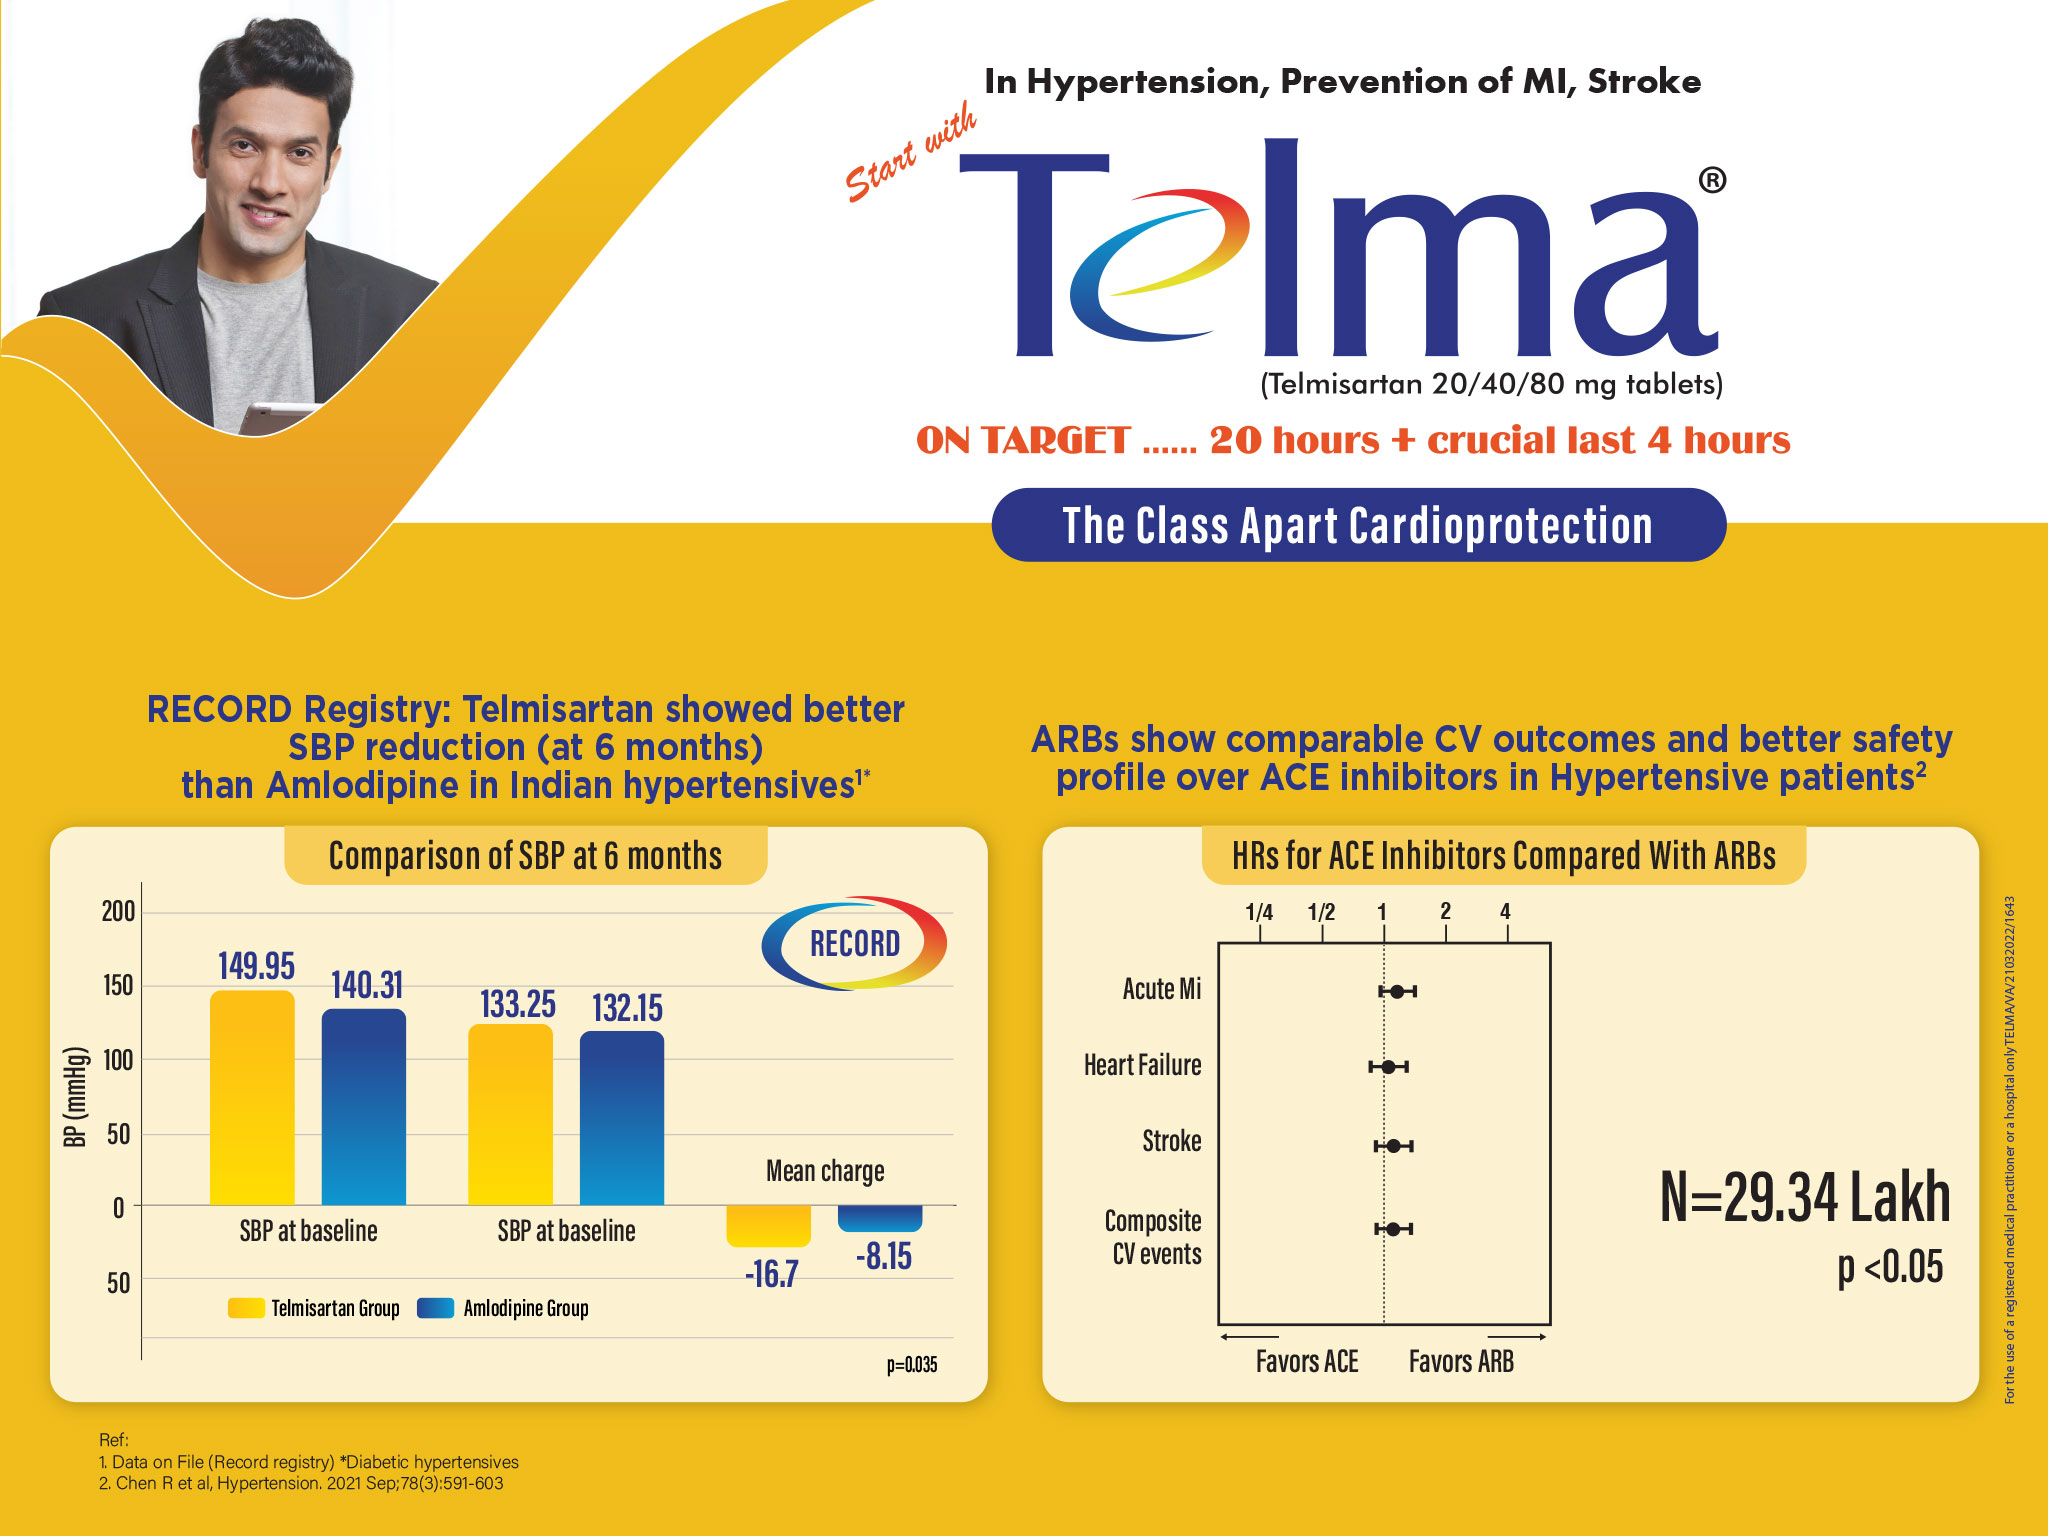 In Hypertension, Prevention of MI, Stroke
Start with
Telma®
(Telmisartan 20/40/80 mg tablets)
ON TARGET ...... 20 hours + crucial last 4 hours
The Class Apart Cardioprotection
RECORD Registry: Telmisartan showed better
SBP reduction (at 6 months)
than Amlodipine in Indian hypertensives1*
Comparison of SBP at 6 months
RECORD
BP (mmHg)
200
150
100
50
0
50
149.95
140.31
133.25
132.15
Mean charge
SBP at baseline
SBP at baseline
-16.7
-8.15
Telmisartan Group
Amlodipine Group
p=0.035
ARBs show comparable CV outcomes and better safety
profile over ACE inhibitors in Hypertensive patients2
HRs for ACE Inhibitors Compared With ARBs
1/4 1/2 1 2 4
Acute Mi
Heart Failure
Stroke
Composite
CV events
Favors ACE
Favors ARB
N=29.34 Lakh
p <0.05
For the use of a registered medical practitioner or a hospital only TELMA/VA/21032022/1643
Ref:
1. Data on File (Record registry) *Diabetic hypertensives
2. Chen R et al, Hypertension. 2021 Sep;78(3):591-603